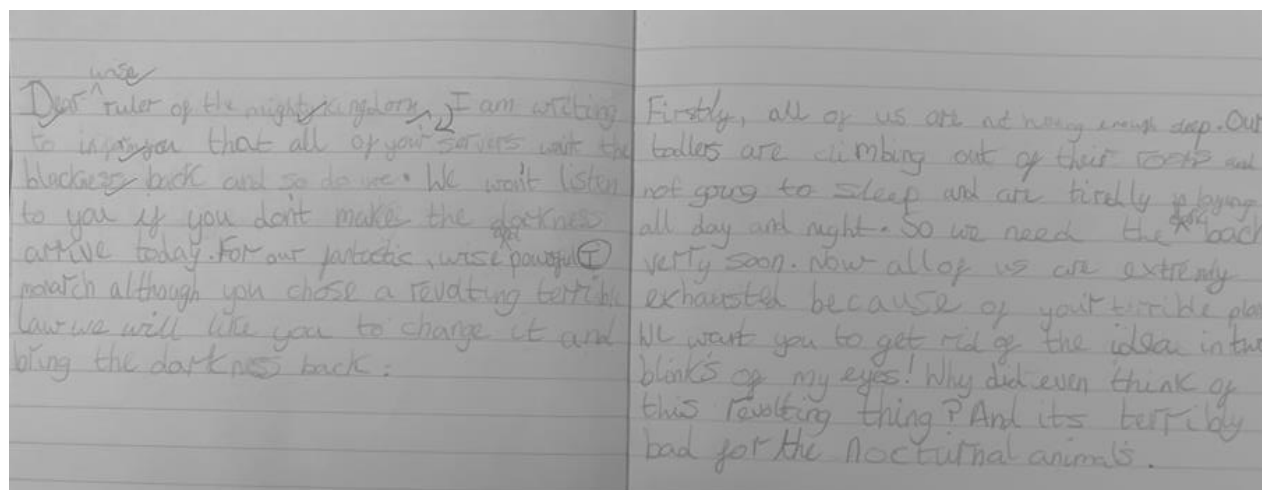 wise
Dear ^ ruler of the mighty kingdom, I am writing
to inform you that all of your servers want the
blackness back and so do we. We won't listen
to you if you don't make the darkness
arrive today. For our fantastic, wise powerful
monarch although you chose a revolting terrible
law we will like you to change it and
bring the darkness back.
Firstly, all of us are not having enough sleep. Our
are climbing out of their and
not going to sleep and are playing
all day and night. So we need the back
verty soon. Now all of us are extremly
exhausted because of your terrible plan
We want you to get rid of the idea in two
blinks of my eyes! Why did even think of
this revolting thing? And its terribly
bad for the nocturnal animals.